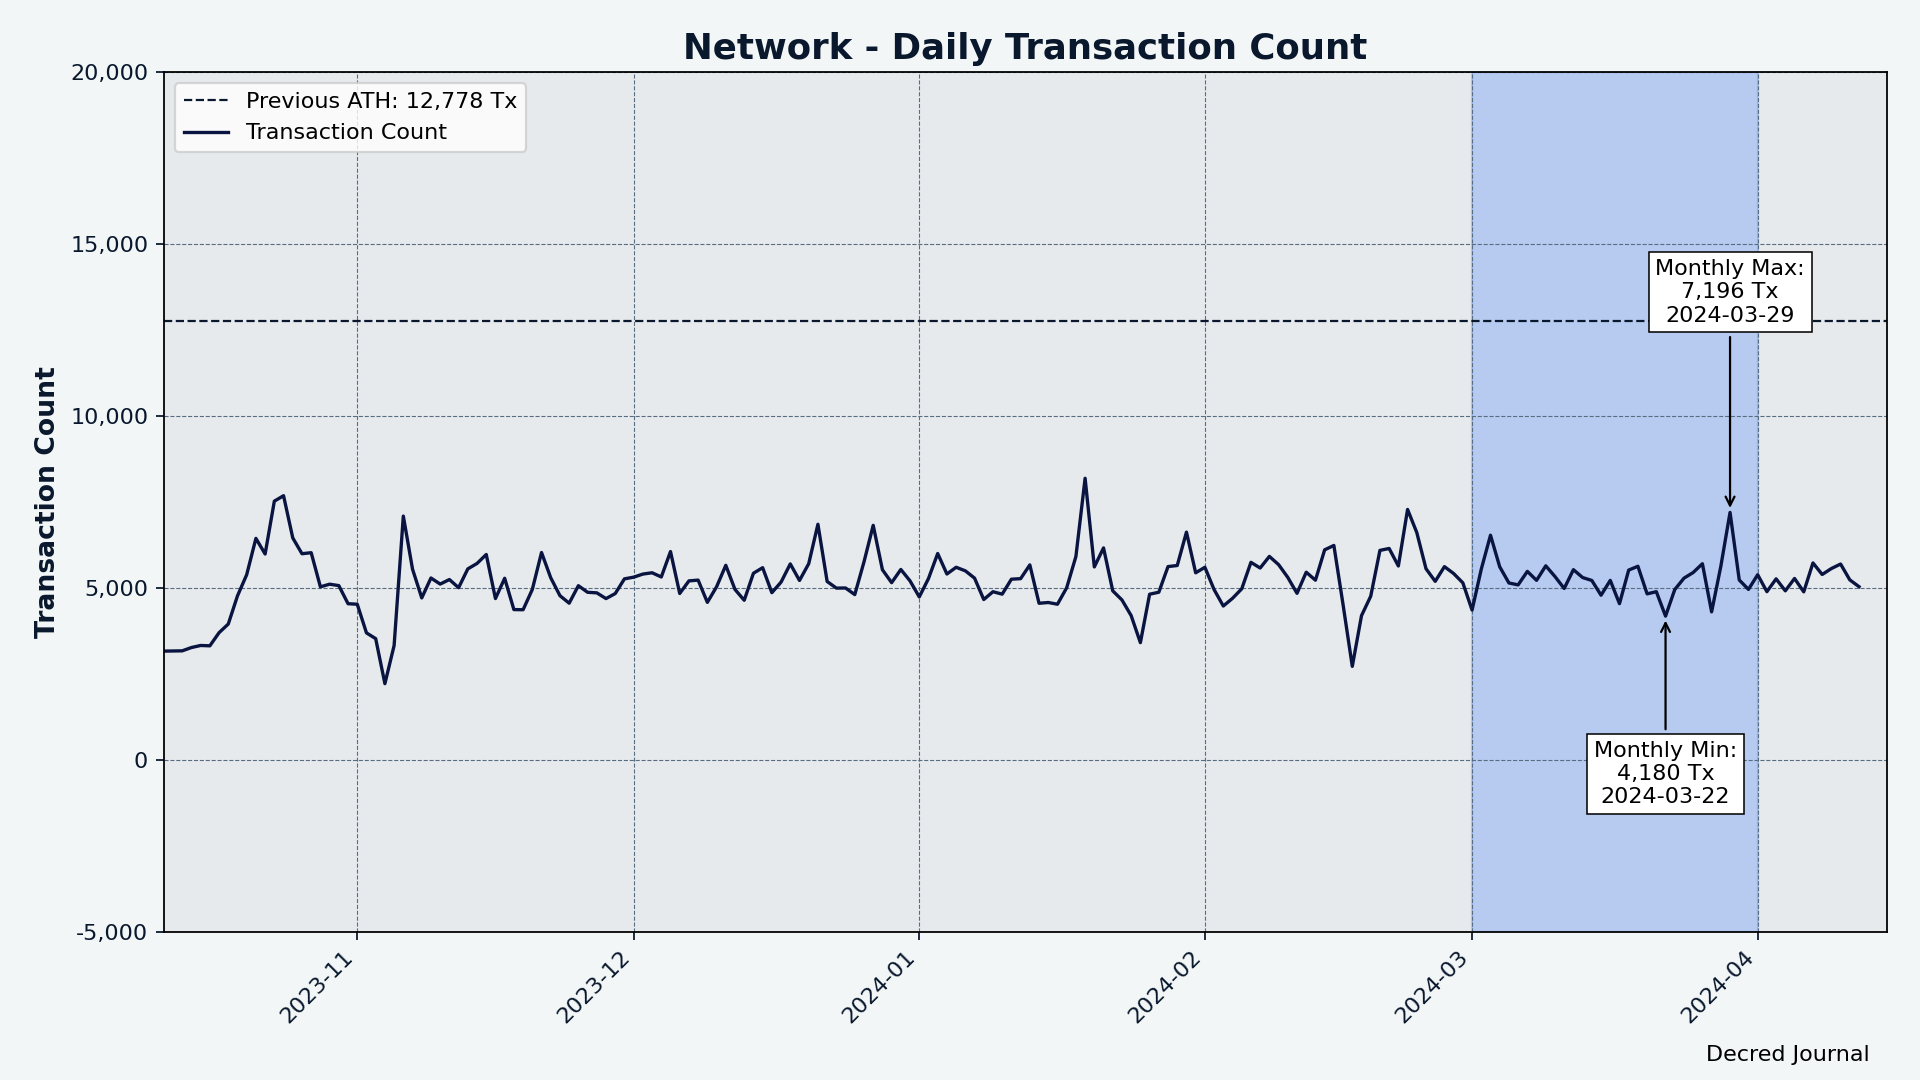 Network - Daily Transaction Count
20,000
15,000
10,000
5,000
0
-5,000
Transaction Count
Previous ATH: 12,778 Tx
Transaction Count
Monthly Max:
7,196 Tx
2024-03-29
Monthly Min:
4,180 Tx
2024-03-22
2023-11
2023-12
2024-01
2024-02
2024-03
2024-04
Decred Journal